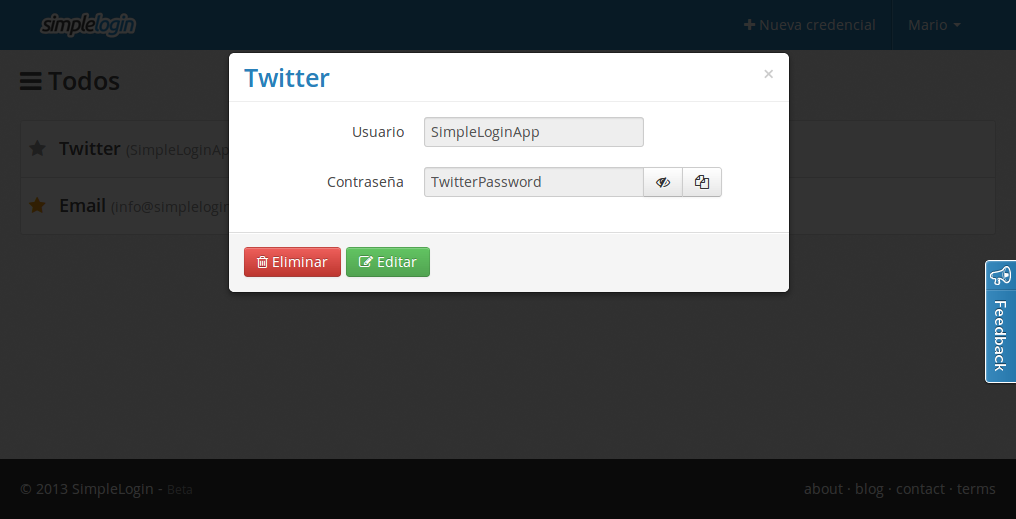 simplelogin
Nueva credencial
Mario
Todos
Twitter (SimpleLoginAp
Email (info@simplelogin
Twitter
×
Usuario
SimpleLoginApp
Contraseña
TwitterPassword
Eliminar
Editar
Feedback
© 2013 SimpleLogin - Beta
about · blog · contact · terms